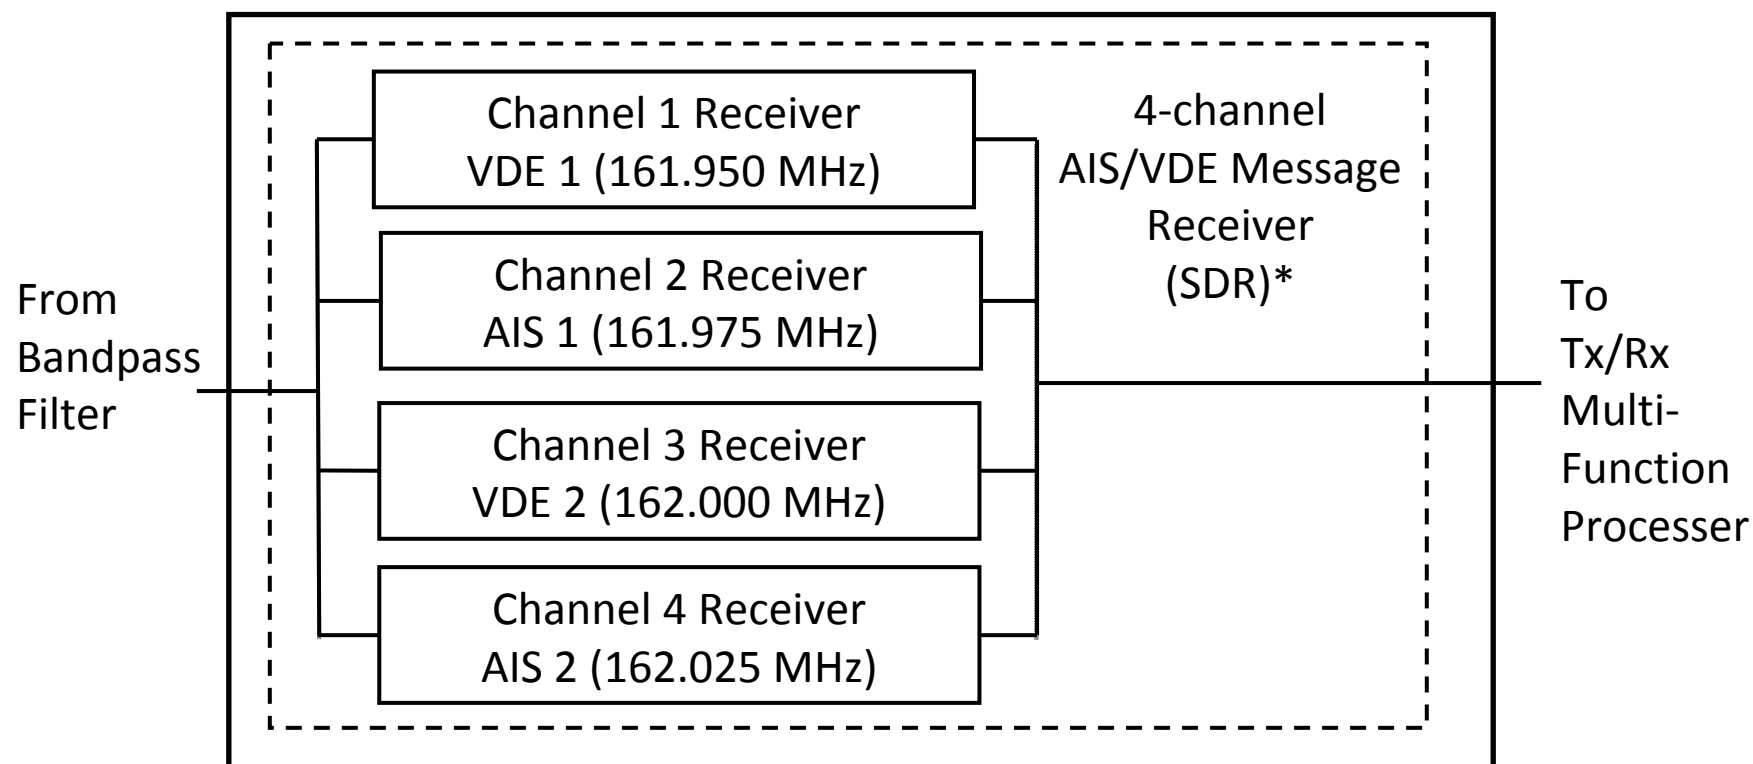 From
Bandpass
Filter
Channel 1 Receiver
VDE 1 (161.950 MHz)
Channel 2 Receiver
AIS 1 (161.975 MHz)
Channel 3 Receiver
VDE 2 (162.000 MHz)
Channel 4 Receiver
AIS 2 (162.025 MHz)
4-channel
AIS/VDE Message
Receiver
(SDR)*
To
Tx/Rx
Multi-
Function
Processer